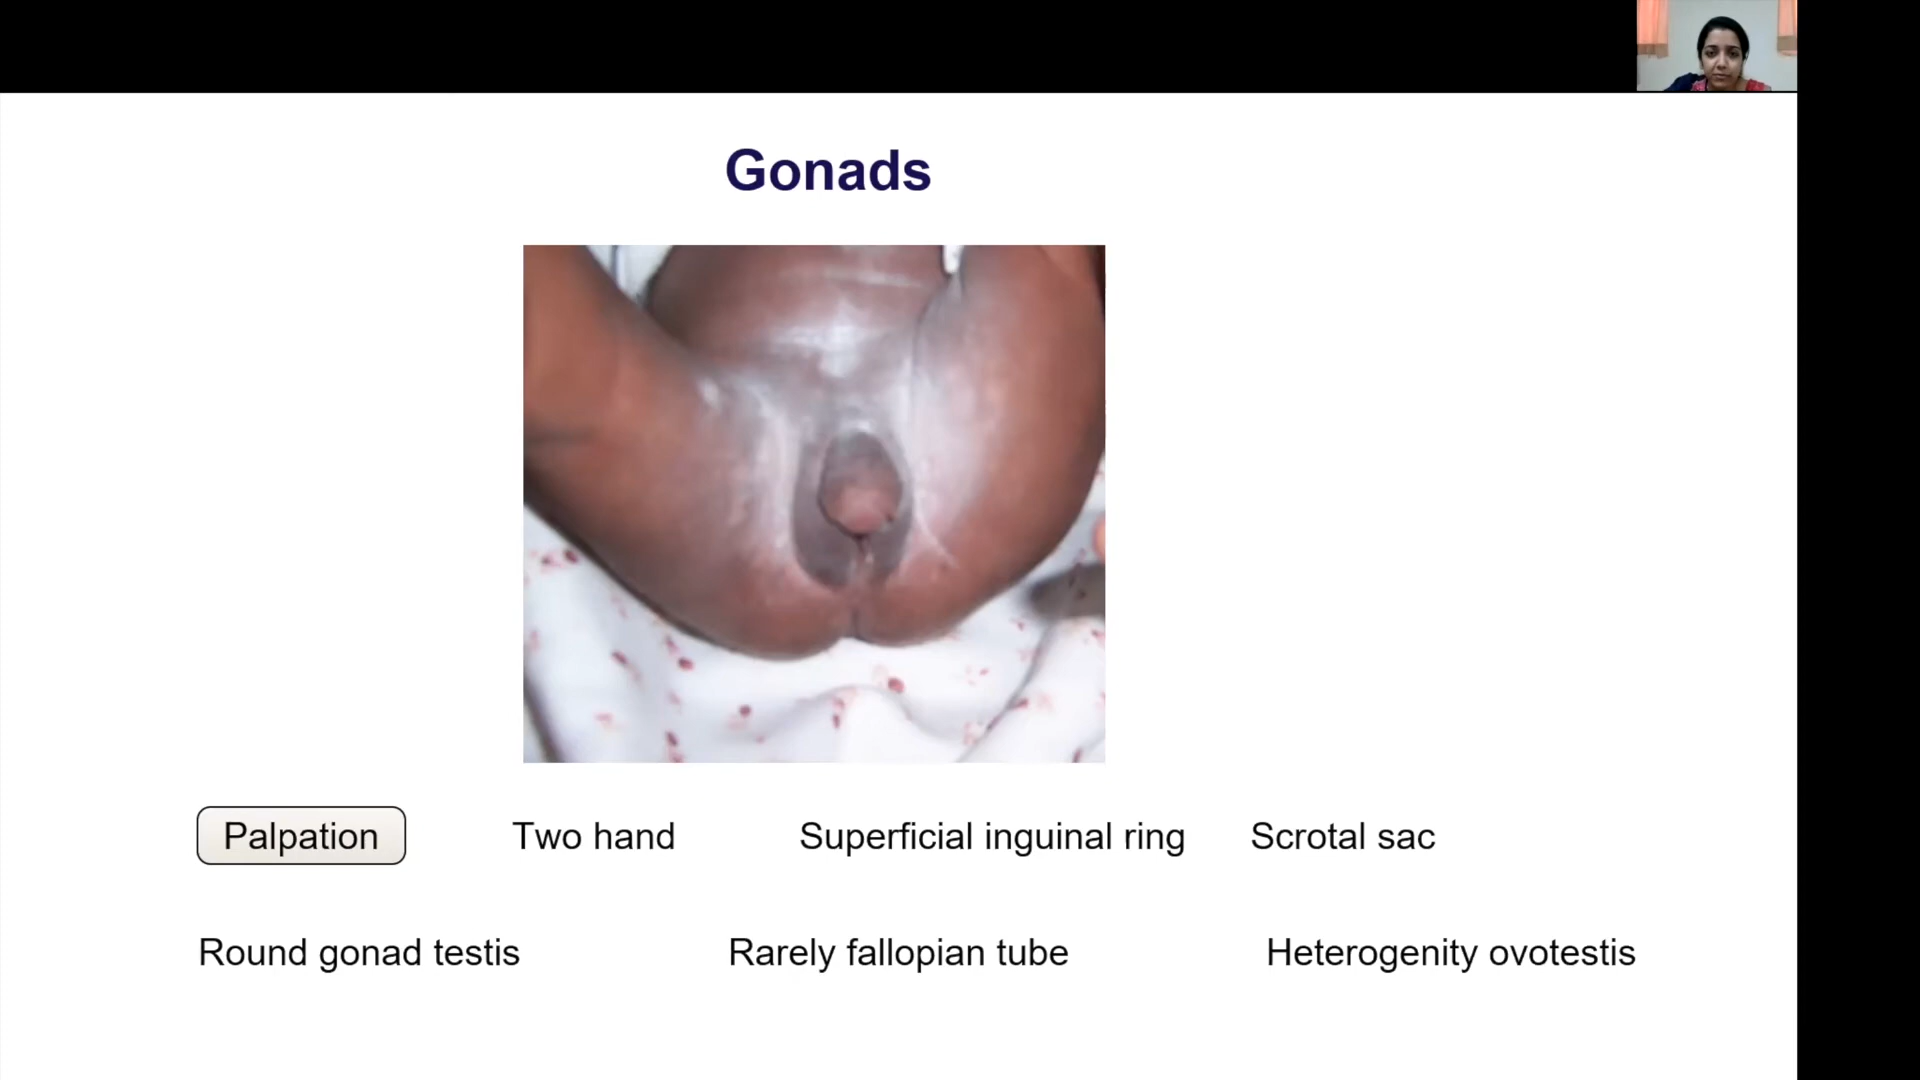 Gonads
Palpation
Two hand
Superficial inguinal ring
Scrotal sac
Round gonad testis
Rarely fallopian tube
Heterogenity ovotestis